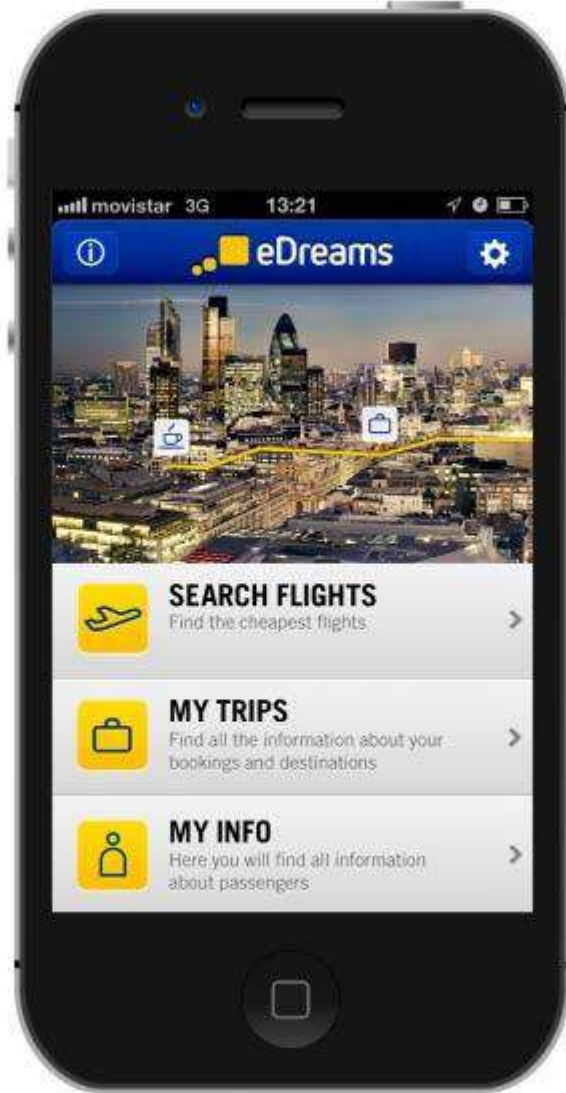 movistar 3G 13:21
eDreams
SEARCH FLIGHTS
Find the cheapest flights
MY TRIPS
Find all the information about your
bookings and destinations
MY INFO
Here you will find all information
about passengers